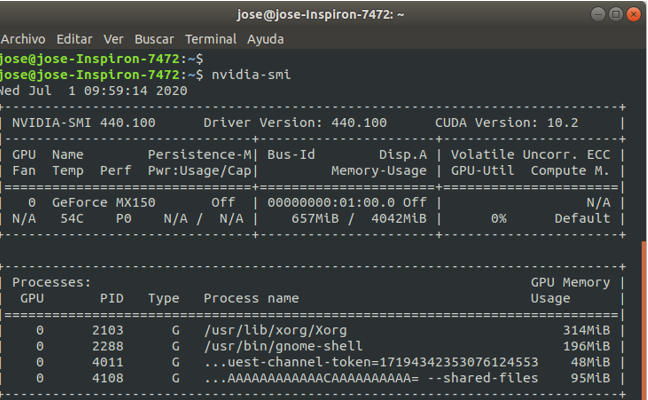 jose@jose-Inspiron-7472: ~
Archivo Editar Ver Buscar Terminal Ayuda
jose@jose-Inspiron-7472:~$
jose@jose-Inspiron-7472:~$ nvidia-smi
Wed Jul  1 09:59:14 2020
+-----------------------------------------------------------------------------+
| NVIDIA-SMI 440.100      Driver Version: 440.100      CUDA Version: 10.2     |
|-------------------------------+----------------------+----------------------+
| GPU  Name        Persistence-M| Bus-Id        Disp.A | Volatile Uncorr. ECC |
| Fan  Temp  Perf  Pwr:Usage/Cap|         Memory-Usage | GPU-Util  Compute M. |
|===============================+======================+======================|
|   0  GeForce MX150       Off  | 00000000:01:00.0 Off |                  N/A |
| N/A   54C    P0    N/A /  N/A |    657MiB /  4042MiB |      0%      Default |
+-------------------------------+----------------------+----------------------+
+-----------------------------------------------------------------------------+
| Processes:                                                       GPU Memory |
|  GPU       PID   Type   Process name                             Usage      |
|=============================================================================|
|    0      2103      G   /usr/lib/xorg/Xorg                           314MiB |
|    0      2288      G   /usr/bin/gnome-shell                         196MiB |
|    0      4011      G   ...uest-channel-token=17194342353076124553    48MiB |
|    0      4108      G   ...AAAAAAAAAAAACAAAAAAAAAA= --shared-files    95MiB |
+-----------------------------------------------------------------------------+